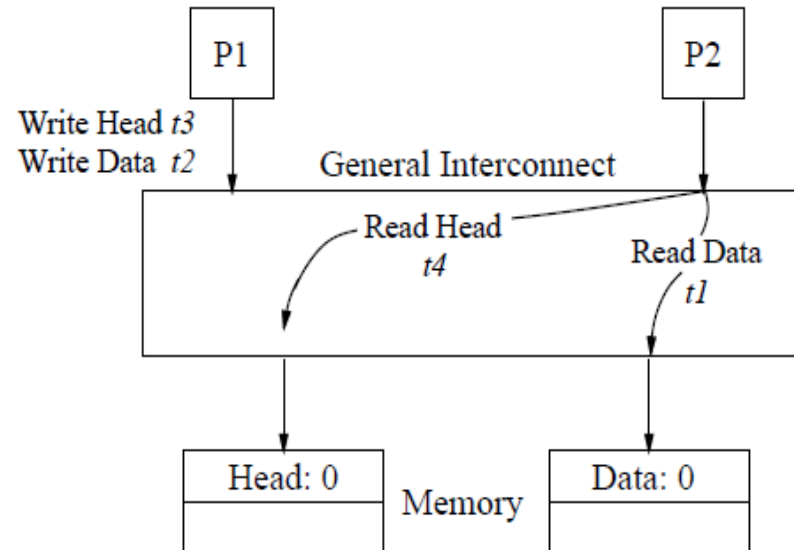 P1
P2
Write Head t3
Write Data t2
General Interconnect
Read Head
t4
Read Data
t1
Head: 0
Memory
Data: 0